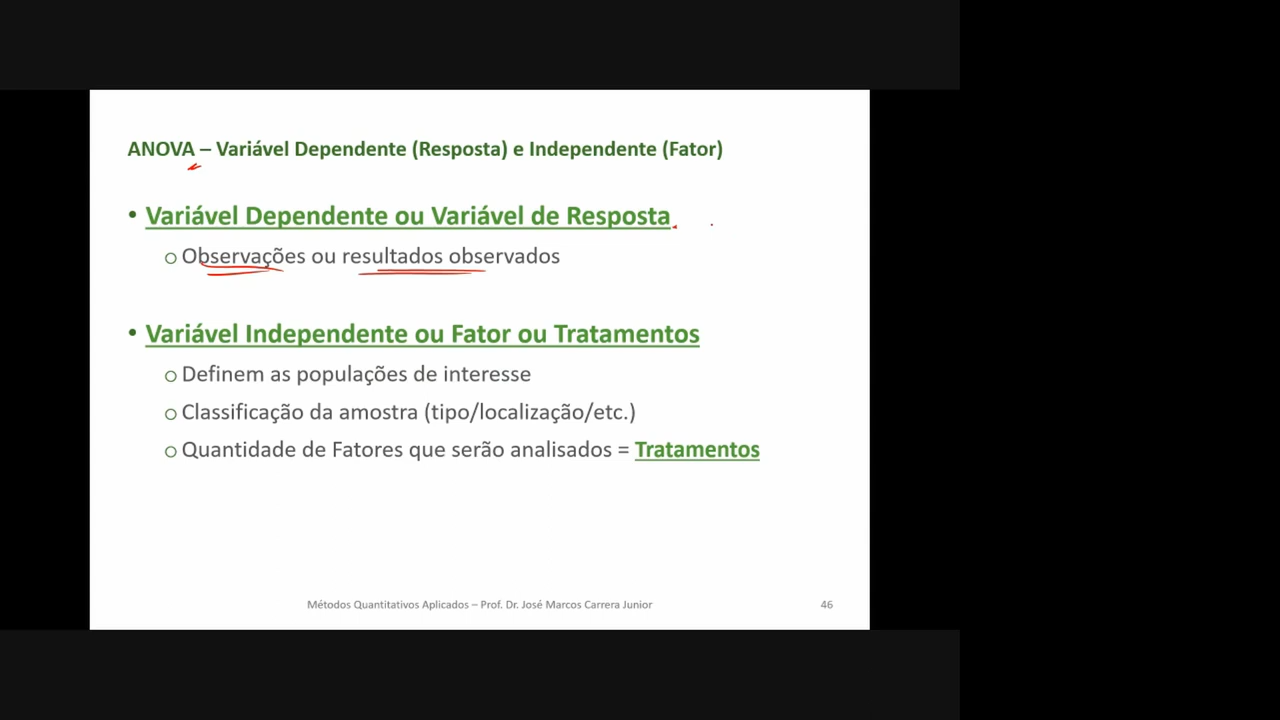 ANOVA – Variável Dependente (Resposta) e Independente (Fator)
• Variável Dependente ou Variável de Resposta
o Observações ou resultados observados
• Variável Independente ou Fator ou Tratamentos
o Definem as populações de interesse
o Classificação da amostra (tipo/localização/etc.)
o Quantidade de Fatores que serão analisados = Tratamentos
Métodos Quantitativos Aplicados – Prof. Dr. José Marcos Carrera Junior 46